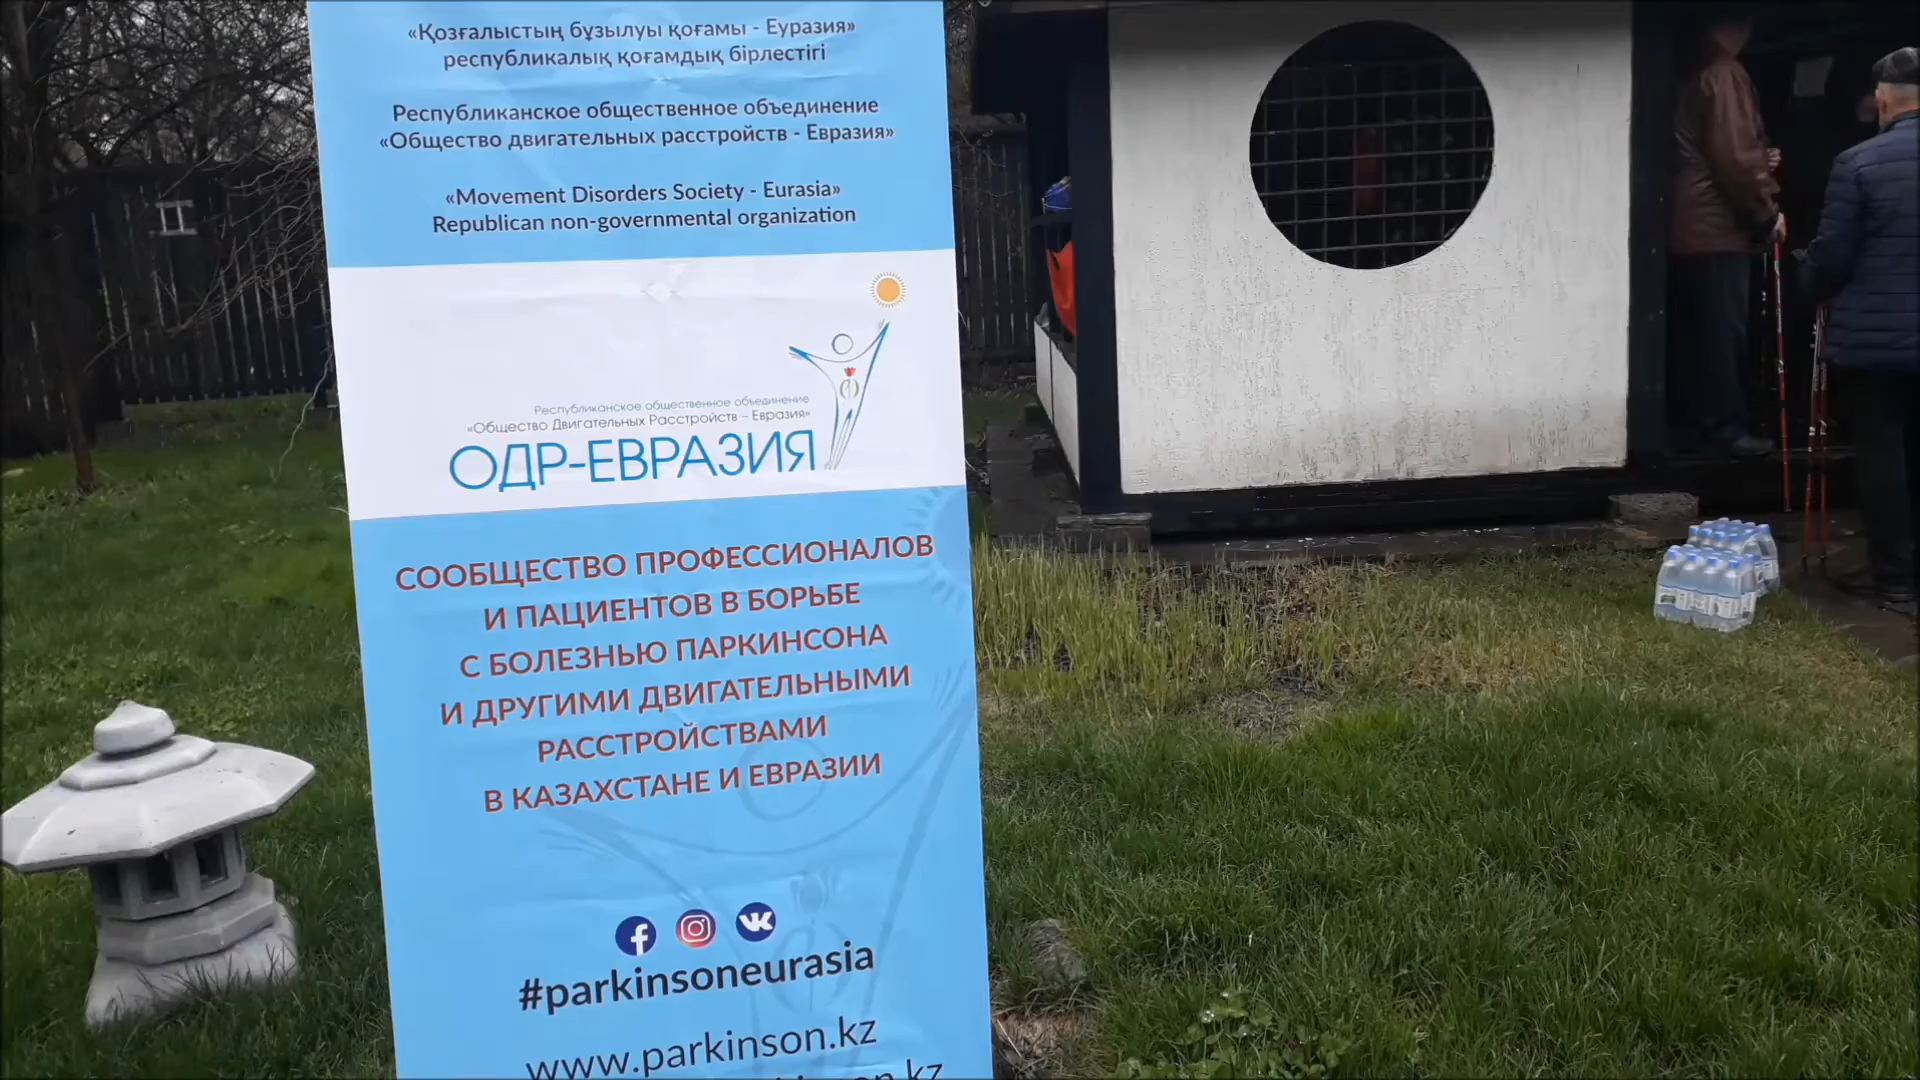 «Қозғалыстың бұзылуы қоғамы - Еуразия»
республикалық қоғамдық бірлестігі
Республиканское общественное объединение
«Общество двигательных расстройств - Евразия»
«Movement Disorders Society - Eurasia»
Republican non-governmental organization
Республиканское общественное объединение
«Общество Двигательных Расстройств – Евразия»
ОДР-ЕВРАЗИЯ
СООБЩЕСТВО ПРОФЕССИОНАЛОВ
И ПАЦИЕНТОВ В БОРЬБЕ
С БОЛЕЗНЬЮ ПАРКИНСОНА
И ДРУГИМИ ДВИГАТЕЛЬНЫМИ
РАССТРОЙСТВАМИ
В КАЗАХСТАНЕ И ЕВРАЗИИ
#parkinsoneurasia
www.parkinson.kz